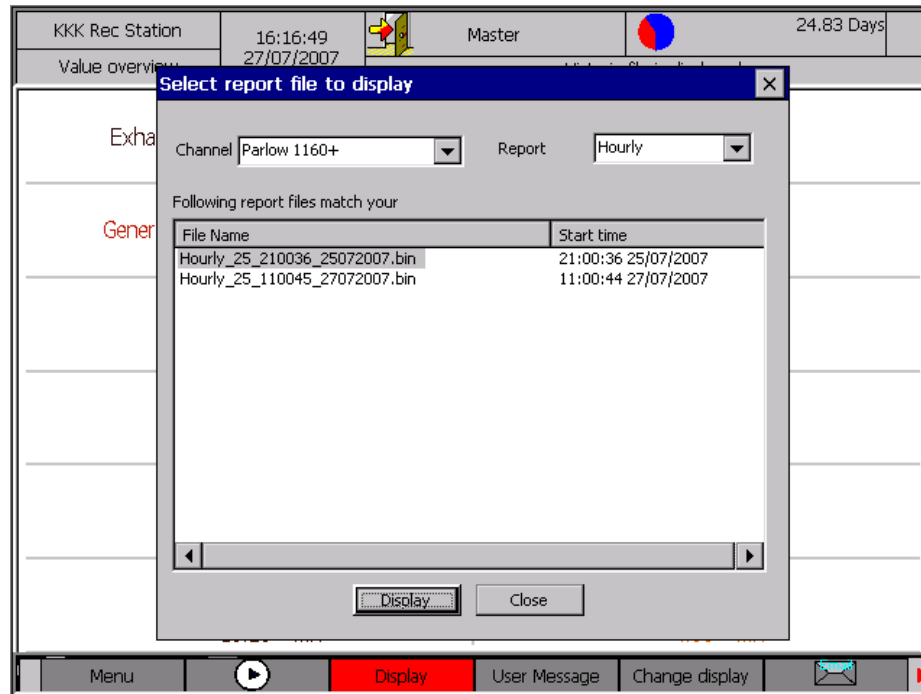 KKK Rec Station
16:16:49
27/07/2007
Master
24.83 Days
Value overview
Select report file to display
Exha
Channel Parlow 1160+ Report Hourly
Following report files match your
Gener
File Name Start time
Hourly_25_210036_25072007.bin 21:00:36 25/07/2007
Hourly_25_110045_27072007.bin 11:00:44 27/07/2007
Display Close
Menu Display User Message Change display Email